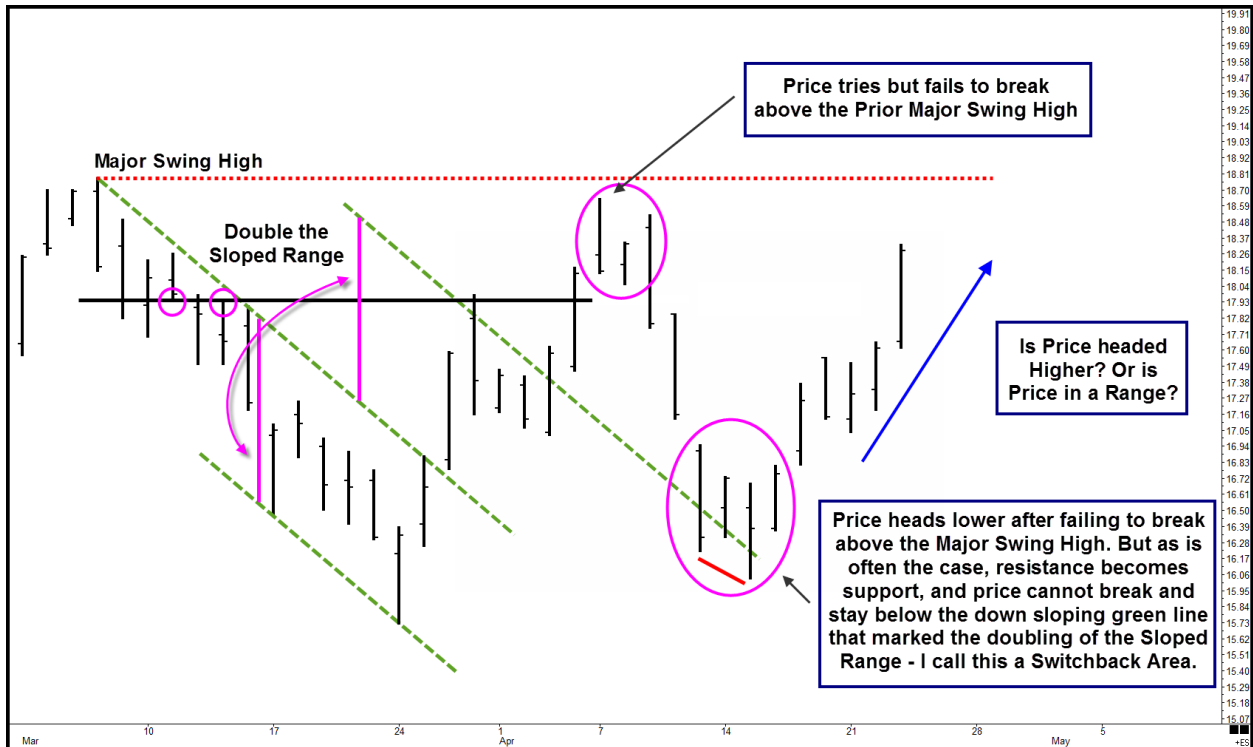 Price tries but fails to break
above the Prior Major Swing High
Major Swing High
Double the
Sloped Range
Is Price headed
Higher? Or is
Price in a Range?
Price heads lower after failing to break
above the Major Swing High. But as is
often the case, resistance becomes
support, and price cannot break and
stay below the down sloping green line
that marked the doubling of the Sloped
Range - I call this a Switchback Area.
19.91
19.80
19.69
19.58
19.47
19.36
19.25
19.14
19.03
18.92
18.81
18.70
18.59
18.48
18.37
18.26
18.15
18.04
17.93
17.82
17.71
17.60
17.49
17.38
17.27
17.16
17.05
16.94
16.83
16.72
16.61
16.50
16.39
16.28
16.17
16.06
15.95
15.84
15.73
15.62
15.51
15.40
15.29
15.18
15.07
10 17 24 1 7 14 21 28 5
Mar Apr May
+ES